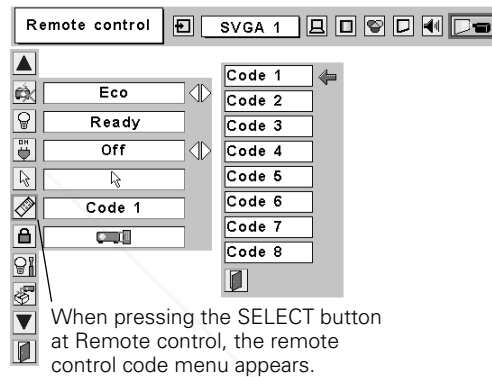 Remote control
SVGA 1
Eco
Ready
ON
Off
Code 1
Code 1
Code 2
Code 3
Code 4
Code 5
Code 6
Code 7
Code 8
When pressing the SELECT button
at Remote control, the remote
control code menu appears.